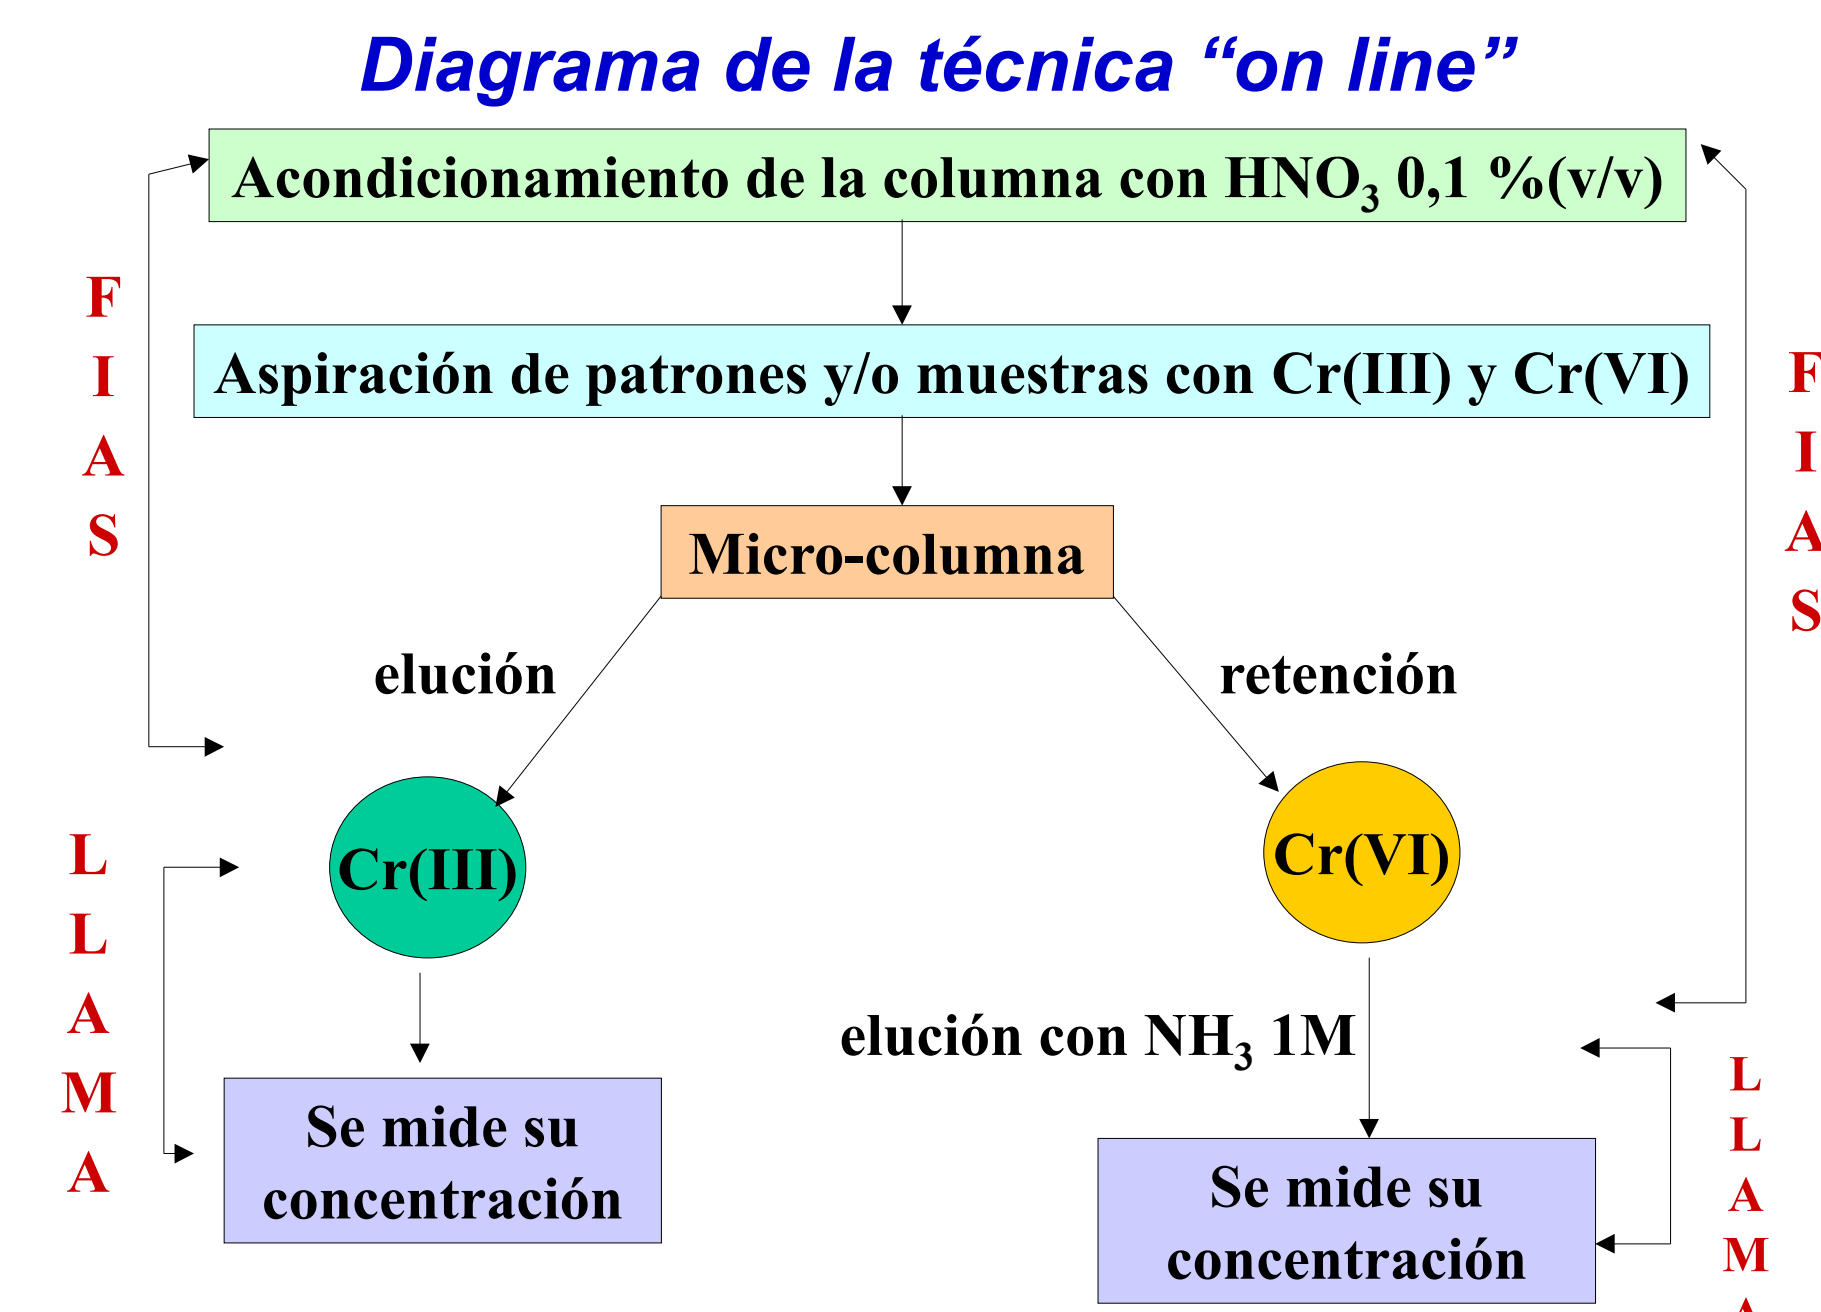 Diagrama de la técnica “on line”
Acondicionamiento de la columna con HNO₃ 0,1 %(v/v)
Aspiración de patrones y/o muestras con Cr(III) y Cr(VI)
Micro-columna
F
I
A
S
F
I
A
S
elución
retención
Cr(III)
Cr(VI)
L
L
A
M
A
elución con NH₃ 1M
Se mide su
concentración
Se mide su
concentración
L
L
A
M
A